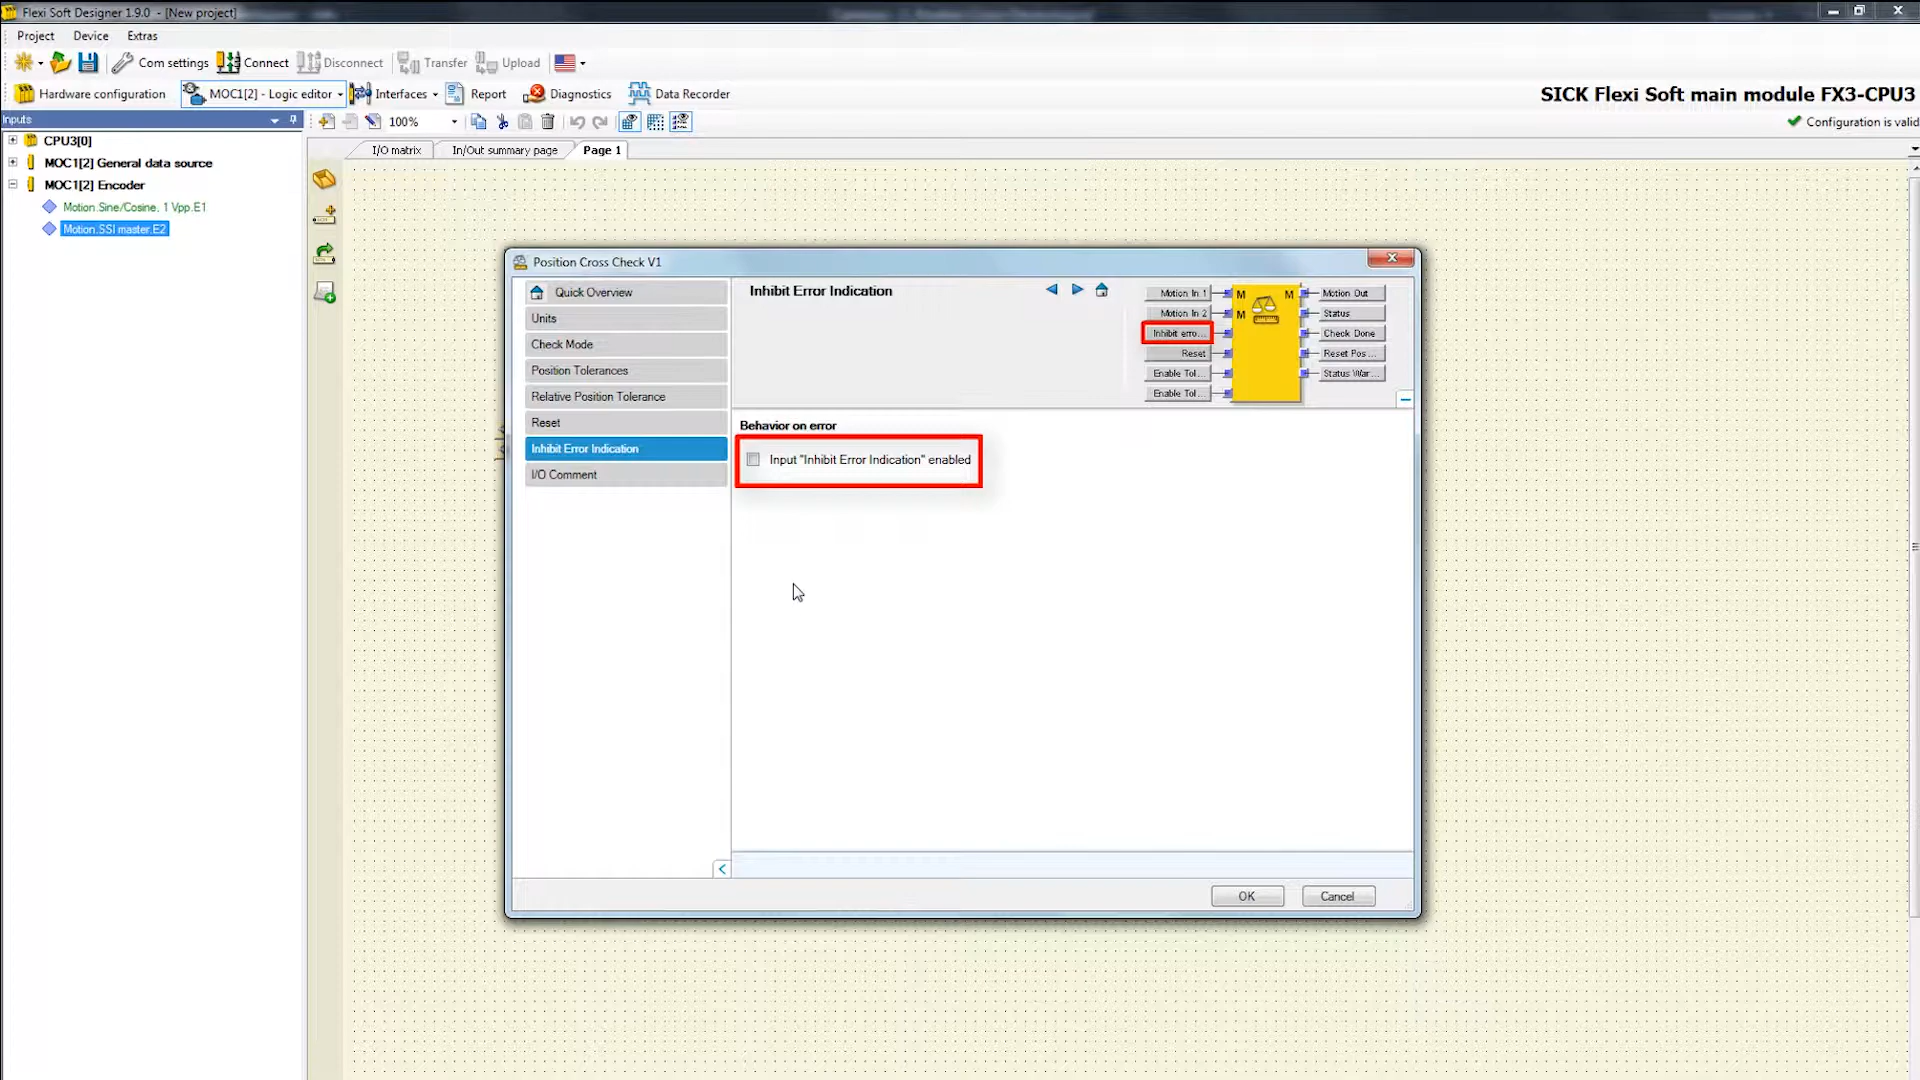 Flexi Soft Designer 1.9.0 - [New project]
Project Device Extras
Com settings Connect Disconnect Transfer Upload
Hardware configuration MOC1[2] - Logic editor Interfaces Report Diagnostics Data Recorder
SICK Flexi Soft main module FX3-CPU3
Inputs
100%
Configuration is valid
CPU3[0]
MOC1[2] General data source
MOC1[2] Encoder
Motion.Sine/Cosine, 1 Vpp.E1
Motion.SSI master.E2
I/O matrix In/Out summary page Page 1
Position Cross Check V1
Quick Overview
Units
Check Mode
Position Tolerances
Relative Position Tolerance
Reset
Inhibit Error Indication
I/O Comment
Inhibit Error Indication
Motion In 1 M M Motion Out
Motion In 2 M Status
Inhibit erro... Check Done
Reset Reset Pos ...
Enable Tol... Status War...
Enable Tol...
Behavior on error
Input "Inhibit Error Indication" enabled
OK Cancel